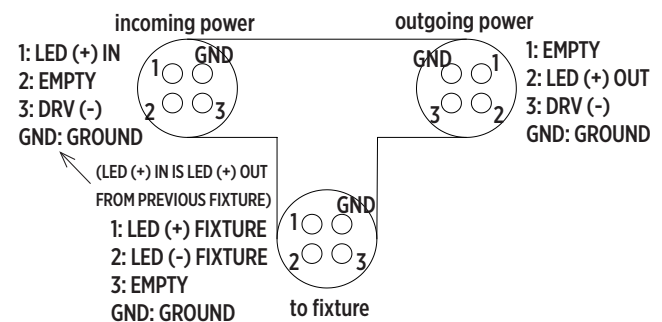 incoming power
1: LED (+) IN
2: EMPTY
3: DRV (-)
GND: GROUND
1 GND
2 3
outgoing power
GND 1
3 2
1: EMPTY
2: LED (+) OUT
3: DRV (-)
GND: GROUND
(LED (+) IN IS LED (+) OUT
FROM PREVIOUS FIXTURE)
1: LED (+) FIXTURE
2: LED (-) FIXTURE
3: EMPTY
GND: GROUND
1 GND
2 3
to fixture